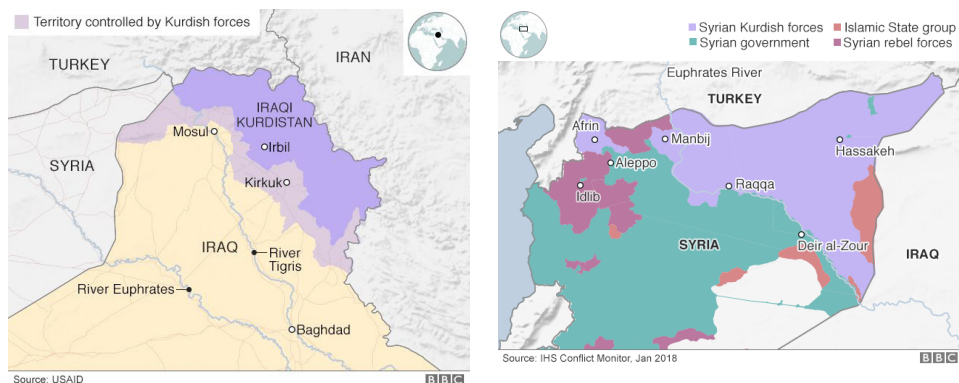 Territory controlled by Kurdish forces
TURKEY
IRAN
IRAQI
KURDISTAN
Mosul
Irbil
SYRIA
Kirkuk
IRAQ
River
Tigris
River Euphrates
Baghdad
Source: USAID
BBC
Syrian Kurdish forces
Islamic State group
Syrian government
Syrian rebel forces
Euphrates River
TURKEY
Afrin
Manbij
Hassakeh
Aleppo
Raqqa
Idlib
Deir al-Zour
SYRIA
IRAQ
Source: IHS Conflict Monitor, Jan 2018
BBC